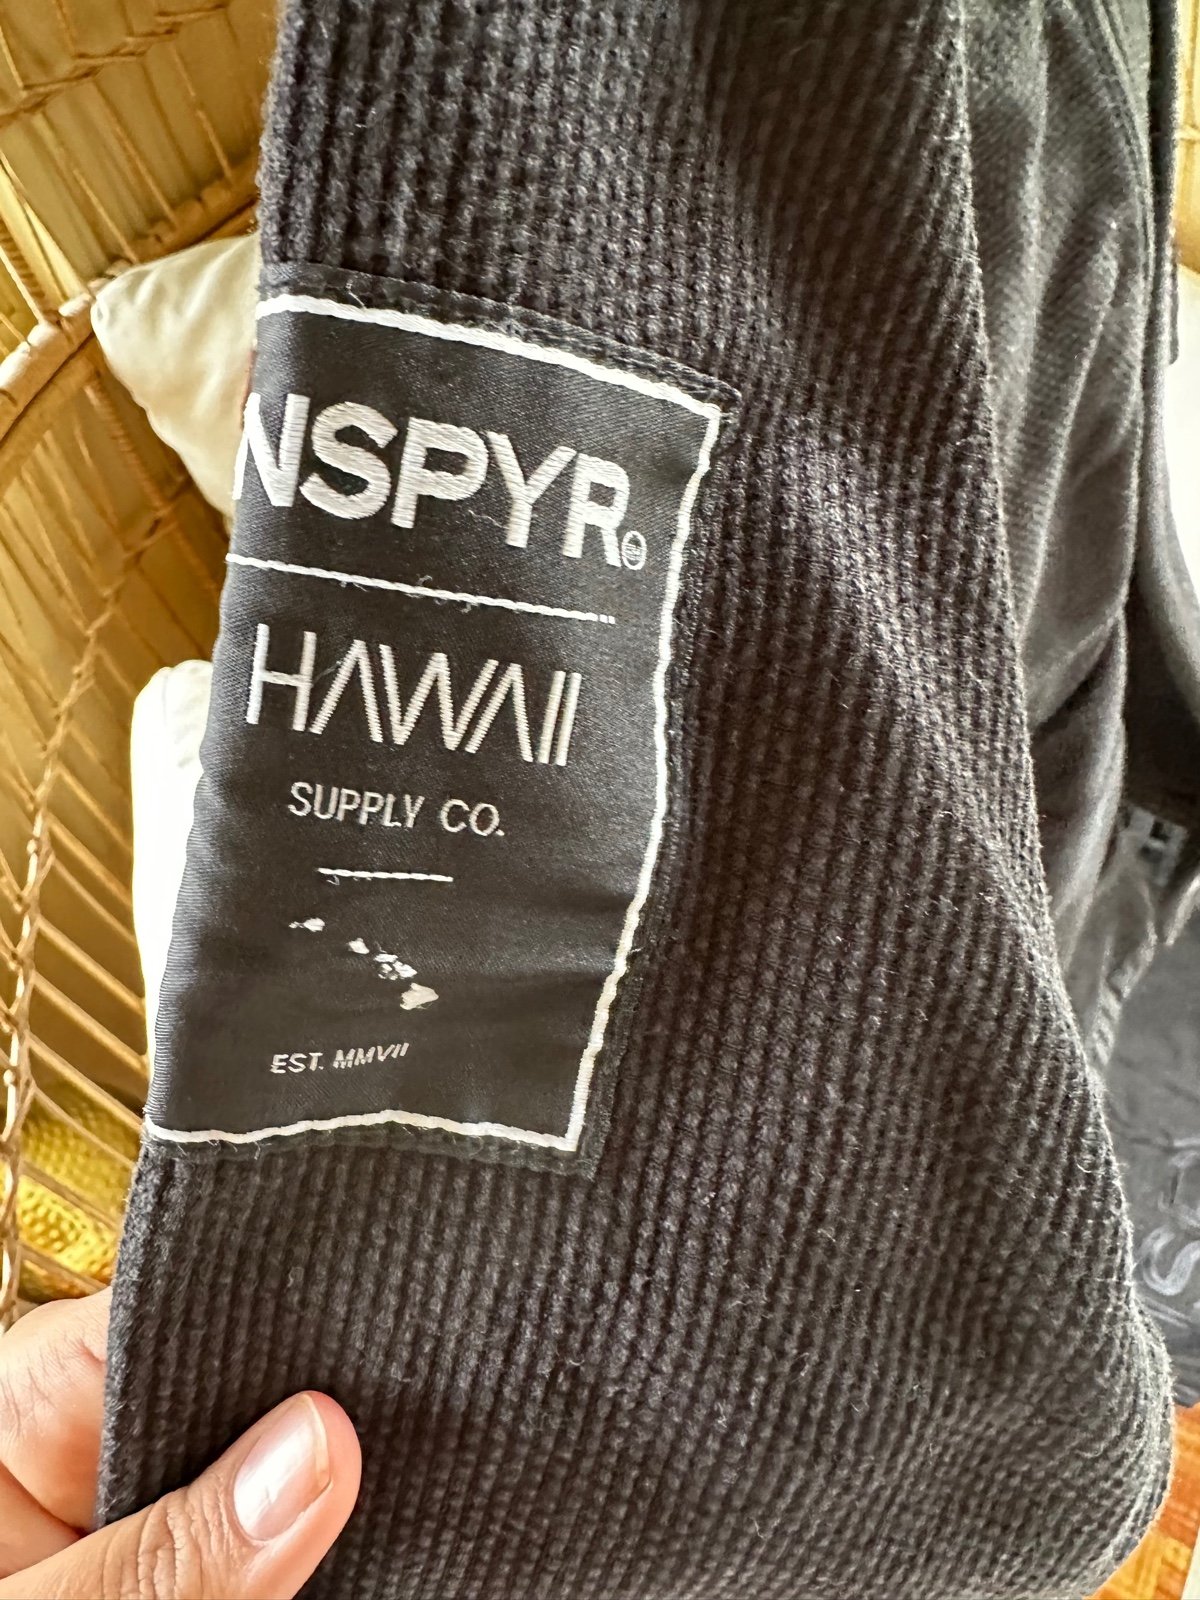 NSPYR®
HAWAII
SUPPLY CO.
EST. MMVII